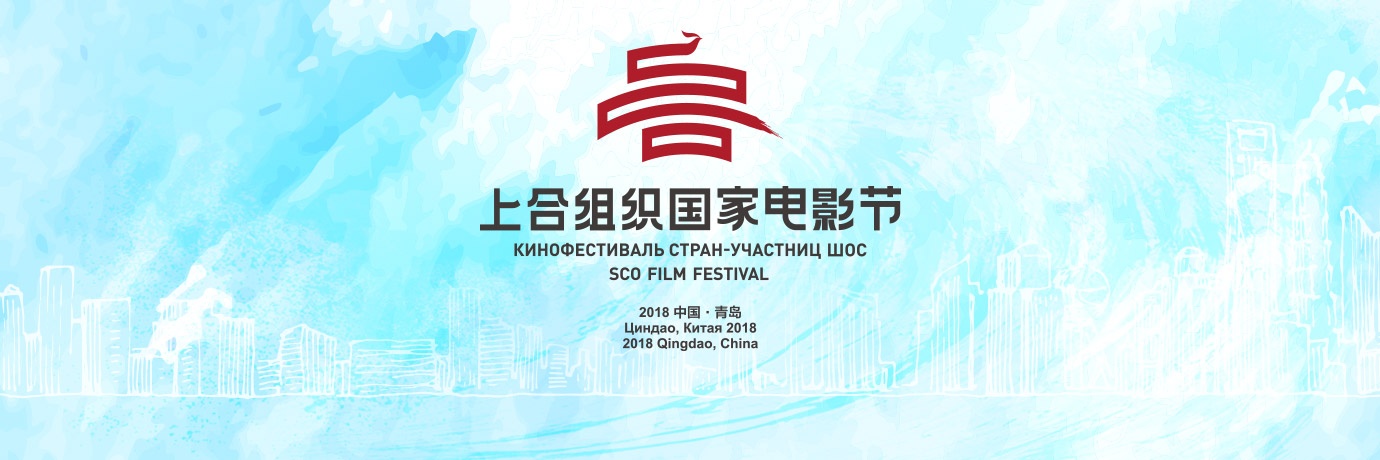 上合组织国家电影节
КИНОФЕСТИВАЛЬ СТРАН-УЧАСТНИЦ ШОС
SCO FILM FESTIVAL
2018 中国·青岛
Циндао, Китая 2018
2018 Qingdao, China